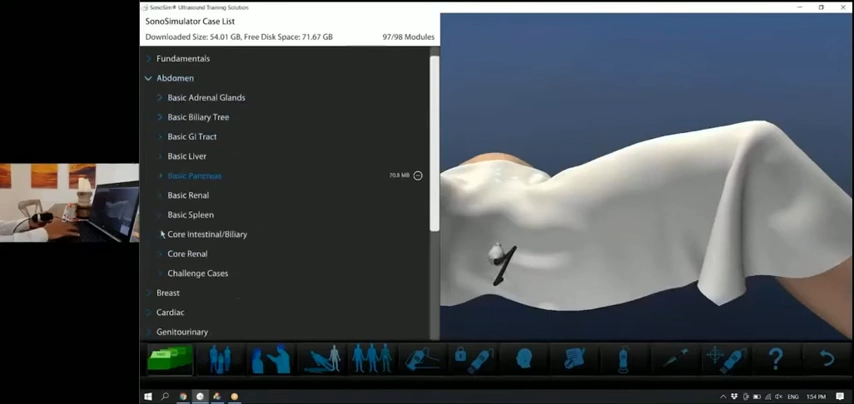 SonoSim® Ultrasound Training Solution
SonoSimulator Case List
Downloaded Size: 54.01 GB, Free Disk Space: 71.67 GB 97/98 Modules
Fundamentals
Abdomen
Basic Adrenal Glands
Basic Biliary Tree
Basic GI Tract
Basic Liver
Basic Pancreas 70.8 MB
Basic Renal
Basic Spleen
Core Intestinal/Biliary
Core Renal
Challenge Cases
Breast
Cardiac
Genitourinary
ENG 1:54 PM